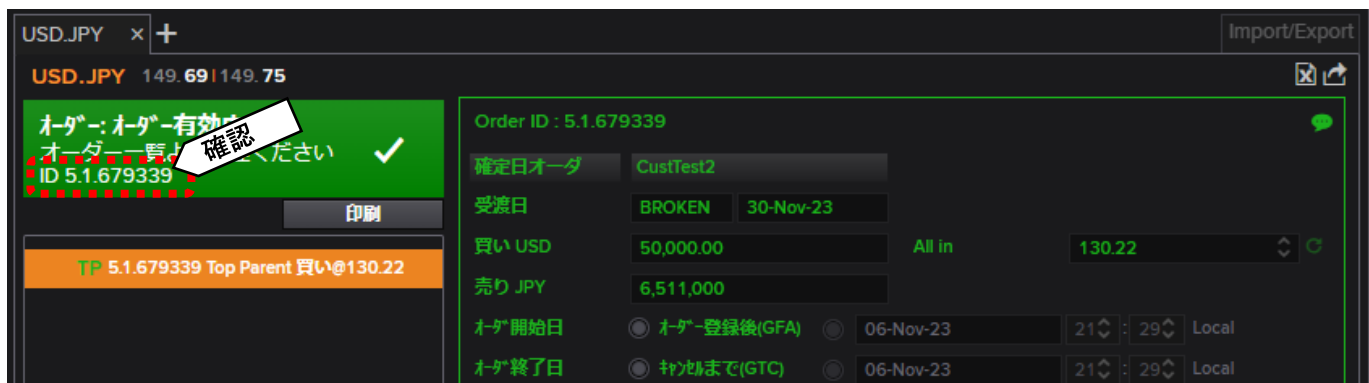 USD.JPY × +
Import/Export
USD.JPY 149.69|149.75
ｵｰﾀﾞｰ: ｵｰﾀﾞｰ有効
オーダー一覧よ ください
ID 5.1.679339
確認
印刷
TP 5.1.679339 Top Parent 買い@130.22
Order ID : 5.1.679339
確定日オーダ CustTest2
受渡日 BROKEN 30-Nov-23
買い USD 50,000.00 All in 130.22
売り JPY 6,511,000
ｵｰﾀﾞ開始日 ｵｰﾀﾞｰ登録後(GFA) 06-Nov-23 21 : 29 Local
ｵｰﾀﾞ終了日 ｷｬﾝｾﾙまで(GTC) 06-Nov-23 21 : 29 Local